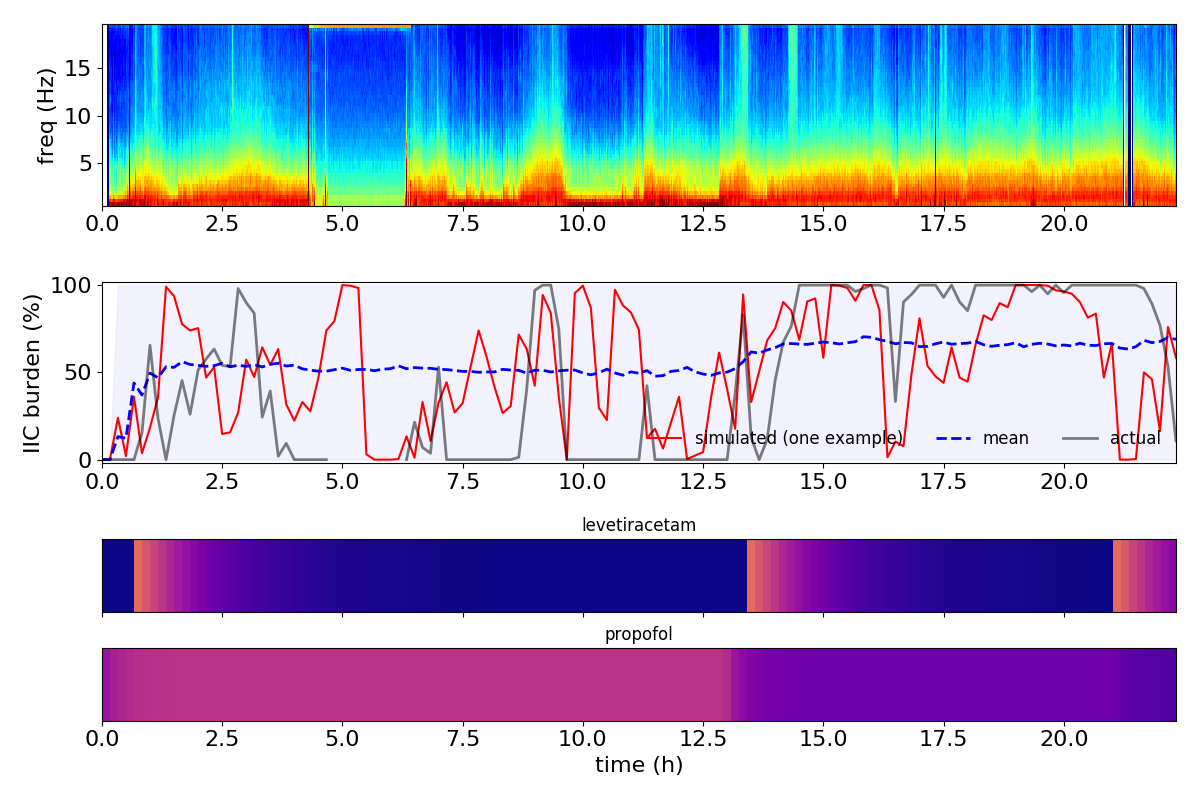 freq (Hz)
15
10
5
0.0 2.5 5.0 7.5 10.0 12.5 15.0 17.5 20.0
IIC burden (%)
100
50
0
simulated (one example) mean actual
0.0 2.5 5.0 7.5 10.0 12.5 15.0 17.5 20.0
levetiracetam
propofol
0.0 2.5 5.0 7.5 10.0 12.5 15.0 17.5 20.0
time (h)